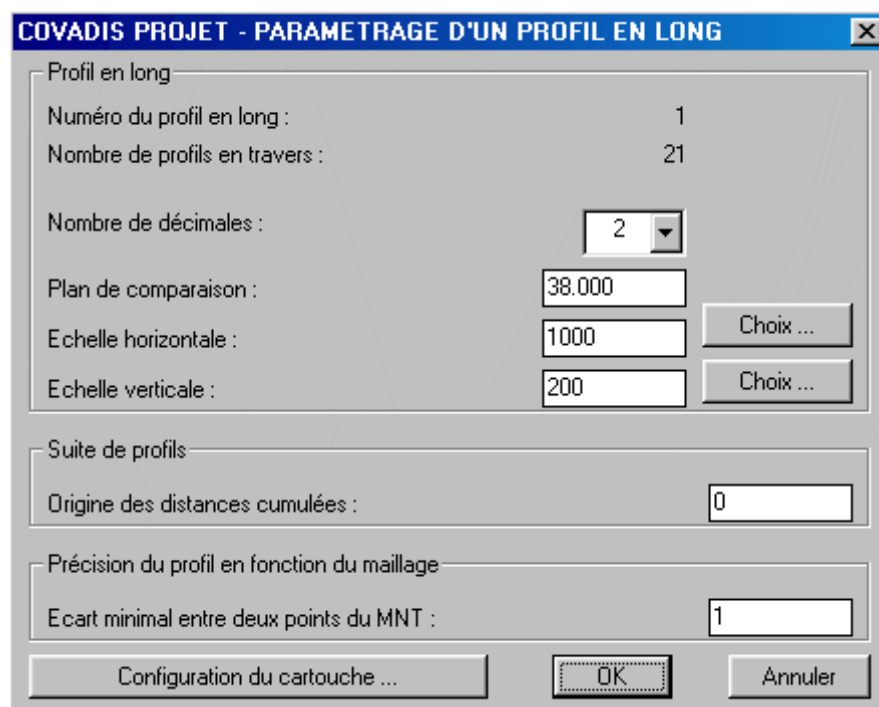 COVADIS PROJET - PARAMETRAGE D'UN PROFIL EN LONG
Profil en long
Numéro du profil en long : 1
Nombre de profils en travers : 21
Nombre de décimales : 2
Plan de comparaison : 38.000
Echelle horizontale : 1000 Choix ...
Echelle verticale : 200 Choix ...
Suite de profils
Origine des distances cumulées : 0
Précision du profil en fonction du maillage
Ecart minimal entre deux points du MNT : 1
Configuration du cartouche ... OK Annuler